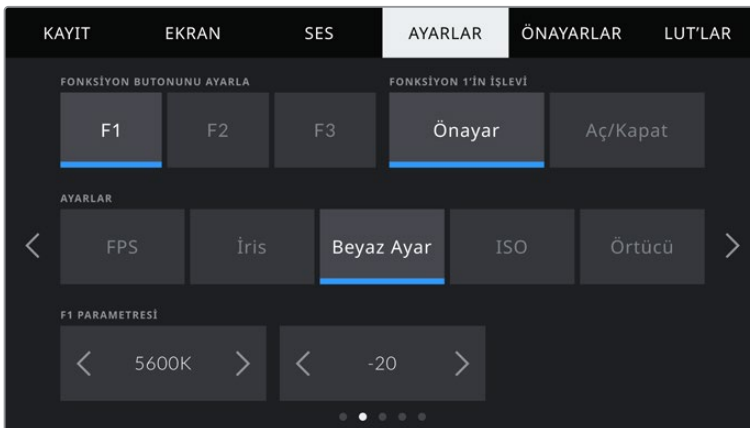 KAYIT EKRAN SES AYARLAR ÖNAYARLAR LUT'LAR
FONKSİYON BUTONUNU AYARLA FONKSİYON 1'İN İŞLEVİ
F1 F2 F3 Önayar Aç/Kapat
AYARLAR
FPS İris Beyaz Ayar ISO Örtücü
F1 PARAMETRESİ
5600K -20